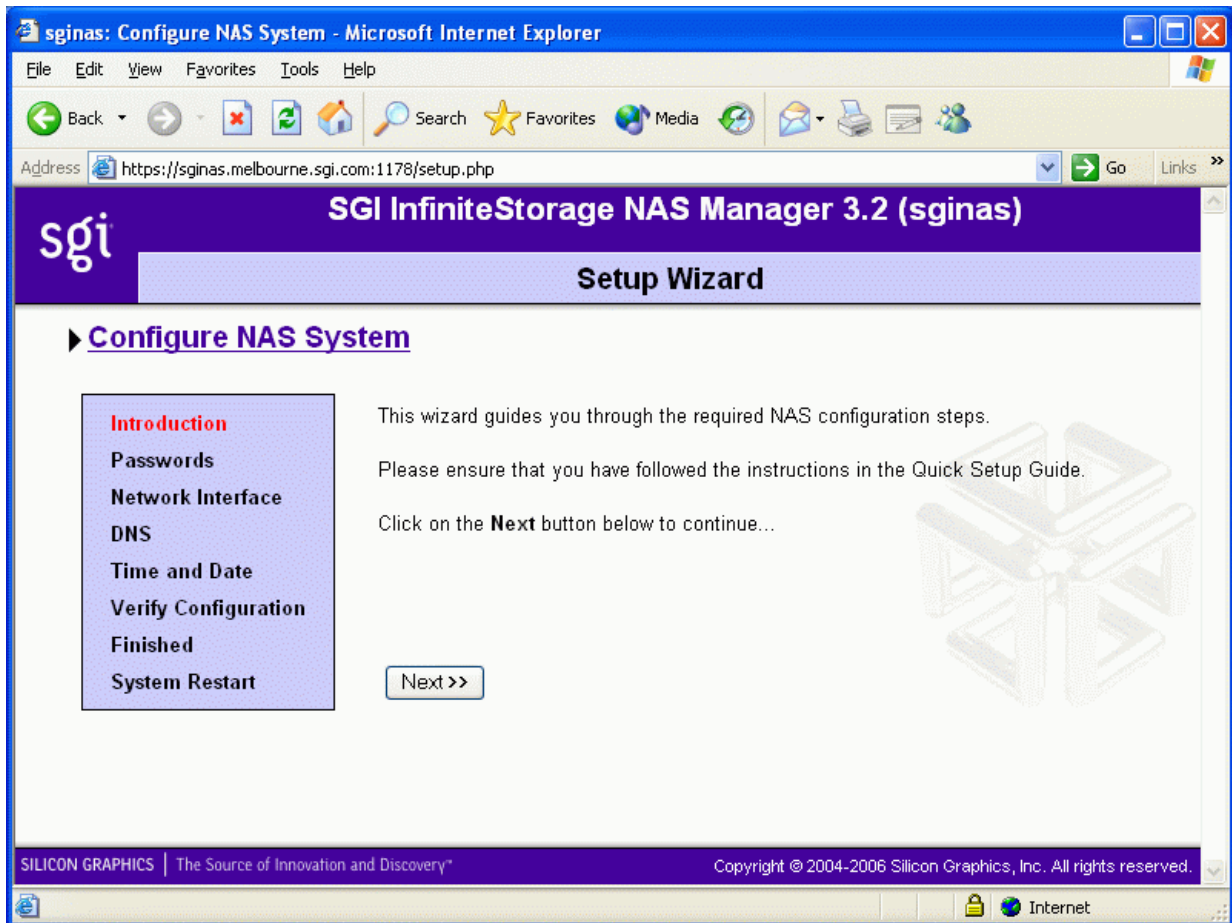 sginas: Configure NAS System - Microsoft Internet Explorer
File Edit View Favorites Tools Help
Back Search Favorites Media
Address https://sginas.melbourne.sgi.com:1178/setup.php Go Links »
sgi
SGI InfiniteStorage NAS Manager 3.2 (sginas)
Setup Wizard
Configure NAS System
Introduction
Passwords
Network Interface
DNS
Time and Date
Verify Configuration
Finished
System Restart
This wizard guides you through the required NAS configuration steps.
Please ensure that you have followed the instructions in the Quick Setup Guide.
Click on the Next button below to continue...
Next >>
SILICON GRAPHICS | The Source of Innovation and Discovery™
Copyright © 2004-2006 Silicon Graphics, Inc. All rights reserved.
Internet